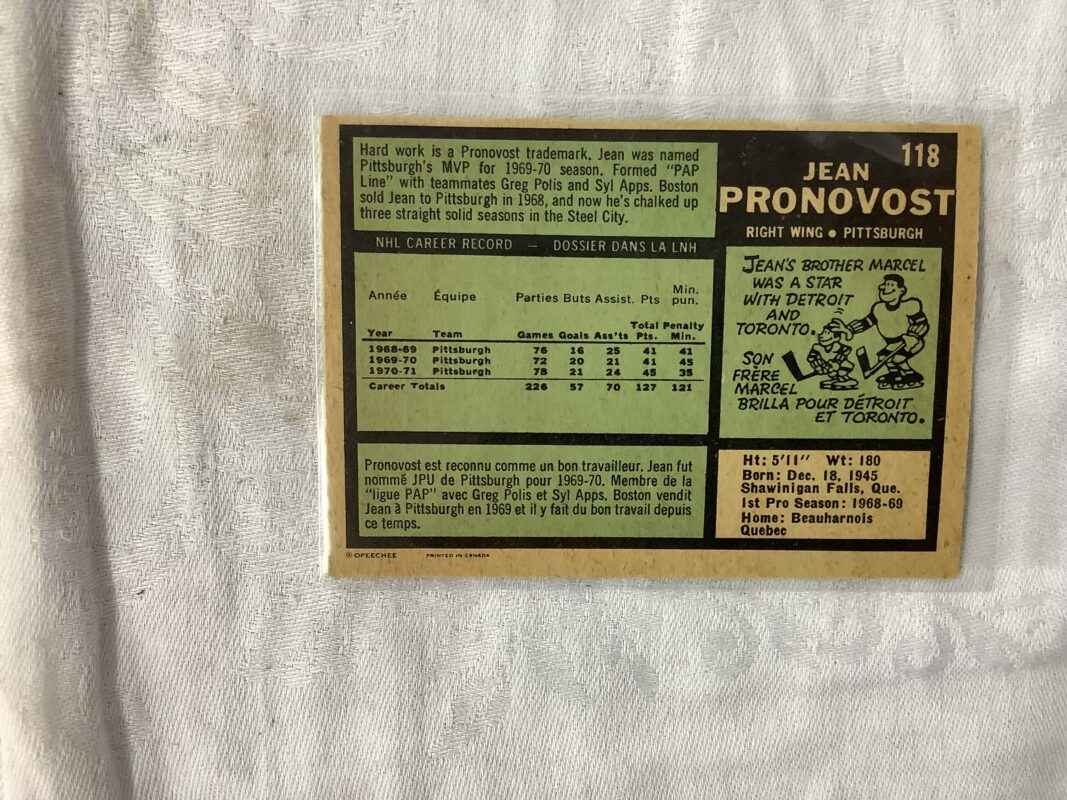 Hard work is a Pronovost trademark. Jean was named
Pittsburgh's MVP for 1969-70 season. Formed "PAP
Line" with teammates Greg Polis and Syl Apps. Boston
sold Jean to Pittsburgh in 1968, and now he's chalked up
three straight solid seasons in the Steel City.
118
JEAN
PRONOVOST
RIGHT WING • PITTSBURGH
NHL CAREER RECORD — DOSSIER DANS LA LNH
Année Équipe Parties Buts Assist. Pts Min. pun.
Year Team Games Goals Ass'ts Total Pts. Penalty Min.
1968-69 Pittsburgh 76 16 25 41 41
1969-70 Pittsburgh 72 20 21 41 45
1970-71 Pittsburgh 78 21 24 45 35
Career Totals 226 57 70 127 121
JEAN'S BROTHER MARCEL
WAS A STAR
WITH DETROIT
AND
TORONTO.
SON
FRÈRE
MARCEL
BRILLA POUR DÉTROIT
ET TORONTO.
Pronovost est reconnu comme un bon travailleur. Jean fut
nommé JPU de Pittsburgh pour 1969-70. Membre de la
"ligue PAP" avec Greg Polis et Syl Apps. Boston vendit
Jean à Pittsburgh en 1969 et il y fait du bon travail depuis
ce temps.
Ht: 5'11" Wt: 180
Born: Dec. 18, 1945
Shawinigan Falls, Que.
1st Pro Season: 1968-69
Home: Beauharnois
Quebec
© OPEECHEE PRINTED IN CANADA